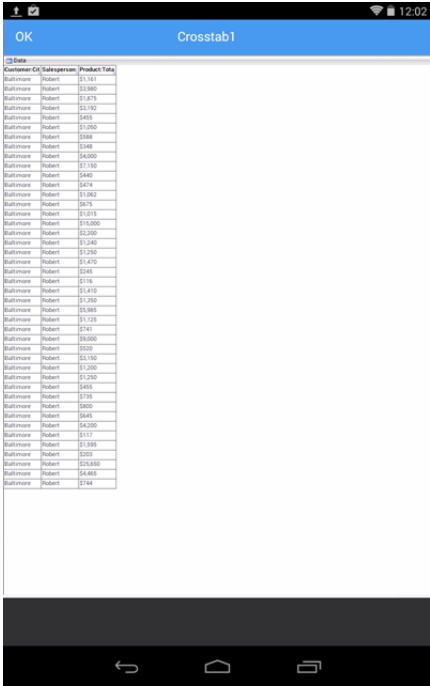 12:02
OK Crosstab1
Data
Customer:Cit Salesperson: Product:Tota
Baltimore Robert $1,161
Baltimore Robert $3,980
Baltimore Robert $1,875
Baltimore Robert $3,192
Baltimore Robert $455
Baltimore Robert $1,050
Baltimore Robert $588
Baltimore Robert $348
Baltimore Robert $4,000
Baltimore Robert $7,150
Baltimore Robert $440
Baltimore Robert $474
Baltimore Robert $1,062
Baltimore Robert $675
Baltimore Robert $1,015
Baltimore Robert $15,000
Baltimore Robert $2,200
Baltimore Robert $1,240
Baltimore Robert $1,250
Baltimore Robert $1,470
Baltimore Robert $245
Baltimore Robert $116
Baltimore Robert $1,410
Baltimore Robert $1,350
Baltimore Robert $5,985
Baltimore Robert $1,125
Baltimore Robert $741
Baltimore Robert $9,000
Baltimore Robert $520
Baltimore Robert $3,150
Baltimore Robert $1,200
Baltimore Robert $1,250
Baltimore Robert $455
Baltimore Robert $735
Baltimore Robert $800
Baltimore Robert $645
Baltimore Robert $4,200
Baltimore Robert $117
Baltimore Robert $1,595
Baltimore Robert $203
Baltimore Robert $25,650
Baltimore Robert $4,465
Baltimore Robert $744